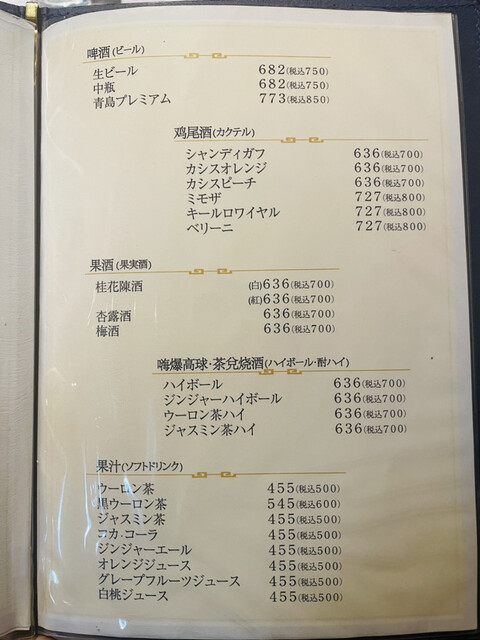 啤酒(ビール)
生ビール 682(税込750)
中瓶 682(税込750)
青島プレミアム 773(税込850)
鸡尾酒(カクテル)
シャンディガフ 636(税込700)
カシスオレンジ 636(税込700)
カシスピーチ 636(税込700)
ミモザ 727(税込800)
キールロワイヤル 727(税込800)
ベリーニ 727(税込800)
果酒(果実酒)
桂花陳酒 (白)636(税込700)
(紅)636(税込700)
杏露酒 636(税込700)
梅酒 636(税込700)
嗨爆高球・茶兌烧酒(ハイボール・酎ハイ)
ハイボール 636(税込700)
ジンジャーハイボール 636(税込700)
ウーロン茶ハイ 636(税込700)
ジャスミン茶ハイ 636(税込700)
果汁(ソフトドリンク)
ウーロン茶 455(税込500)
黒ウーロン茶 545(税込600)
ジャスミン茶 455(税込500)
コカ・コーラ 455(税込500)
ジンジャーエール 455(税込500)
オレンジジュース 455(税込500)
グレープフルーツジュース 455(税込500)
白桃ジュース 455(税込500)